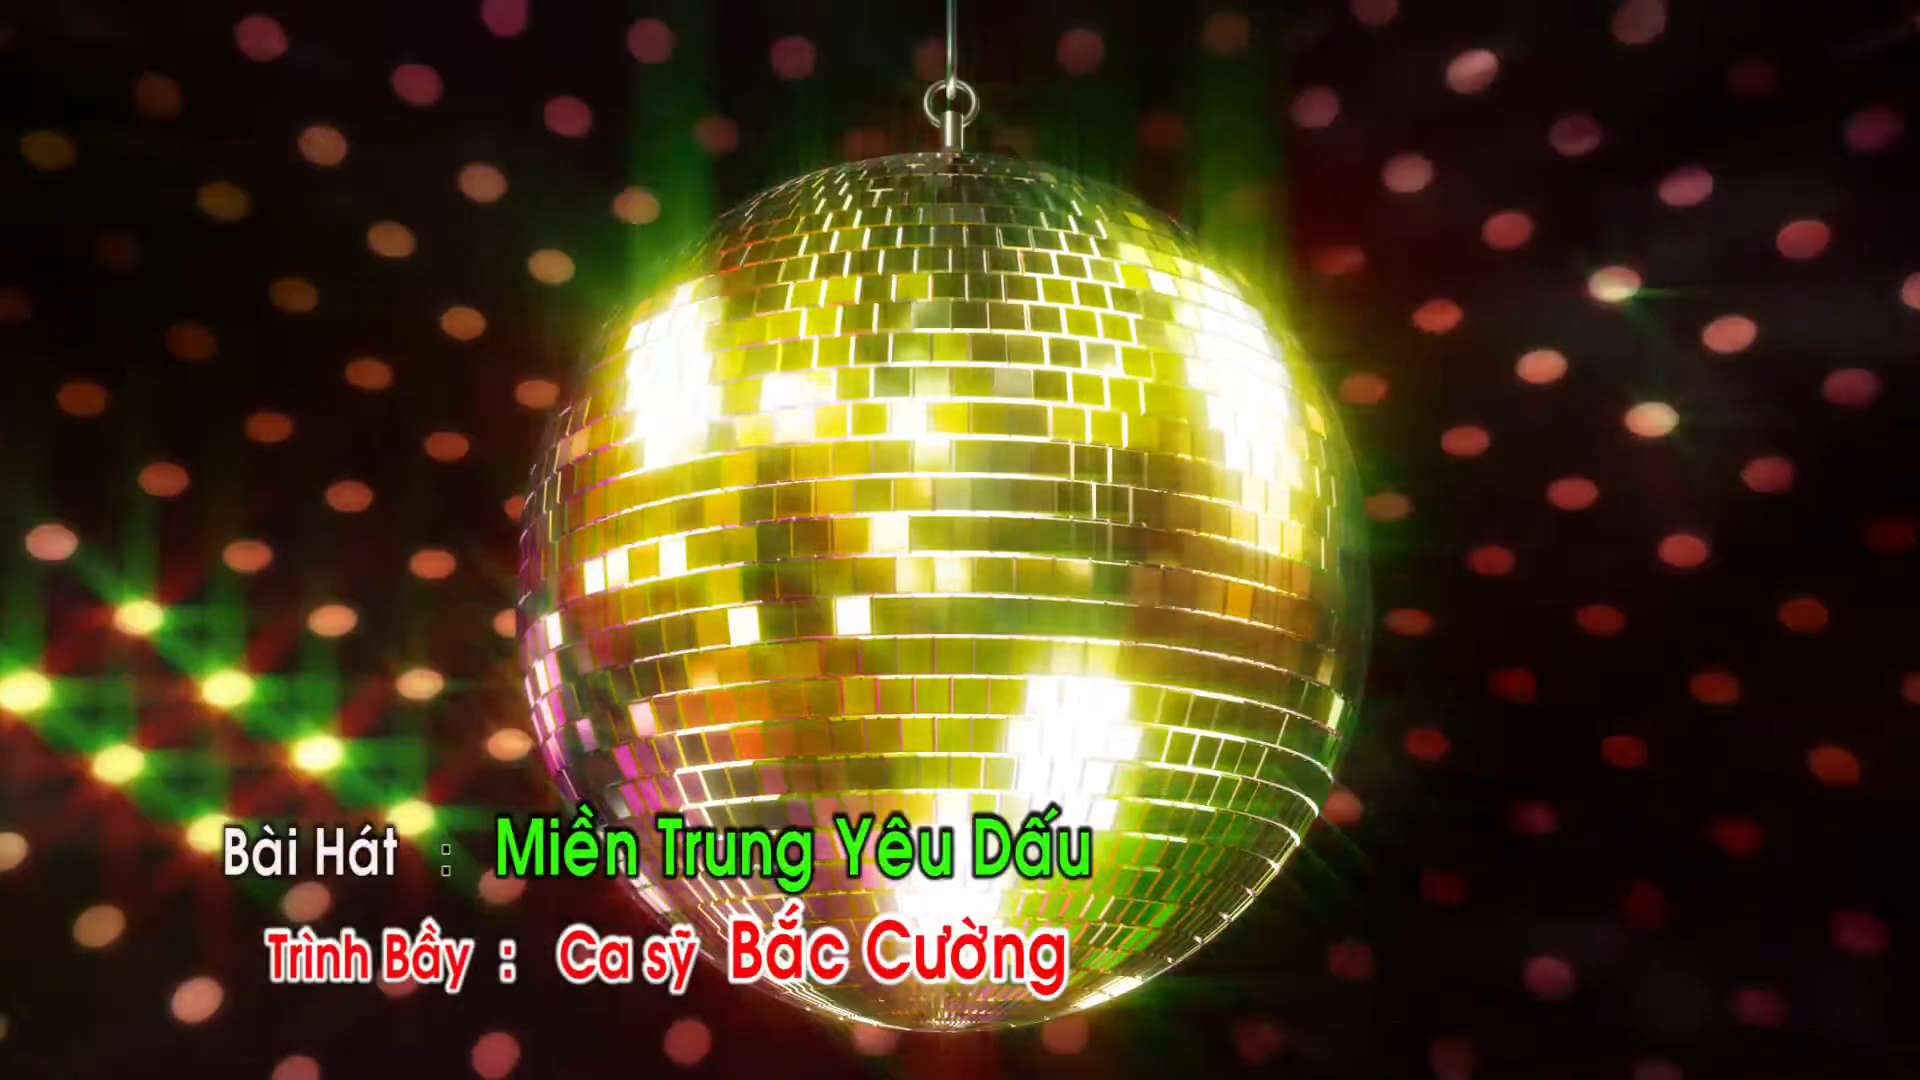 Bài Hát : Miền Trung Yêu Dấu
Trình Bầy : Ca sỹ Bắc Cường